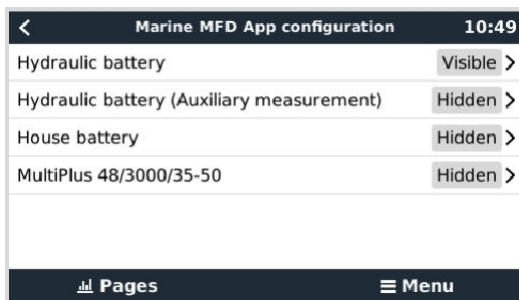 Marine MFD App configuration 10:49
Hydraulic battery Visible
Hydraulic battery (Auxiliary measurement) Hidden
House battery Hidden
MultiPlus 48/3000/35-50 Hidden
Pages Menu